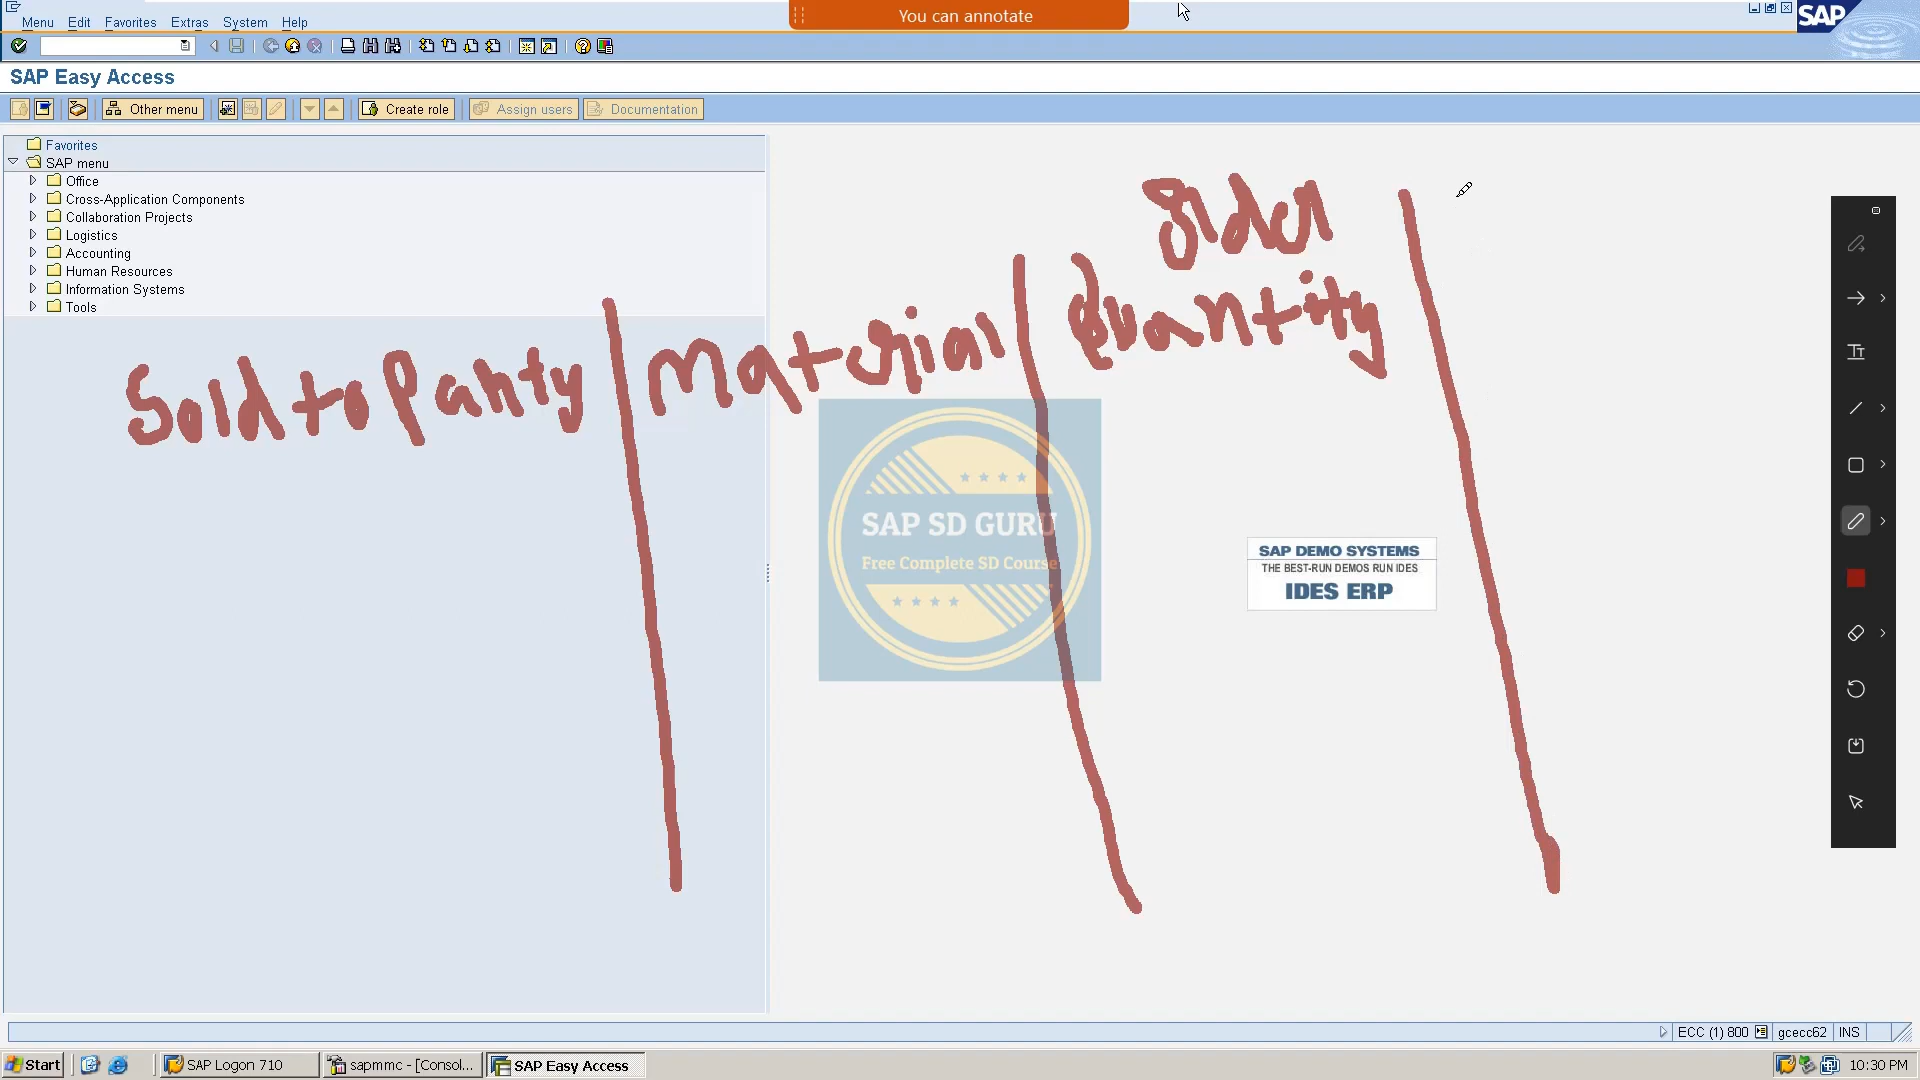 You can annotate
Menu Edit Favorites Extras System Help
SAP
SAP Easy Access
Other menu Create role Assign users Documentation
Favorites
SAP menu
Office
Cross-Application Components
Collaboration Projects
Logistics
Accounting
Human Resources
Information Systems
Tools
Order
Sold to Party Material Quantity
SAP SD GURU
Free Complete SD Course
SAP DEMO SYSTEMS
THE BEST-RUN DEMOS RUN IDES
IDES ERP
ECC (1) 800 gcecc62 INS
Start SAP Logon 710 sapmmc - [Consol... SAP Easy Access 10:30 PM